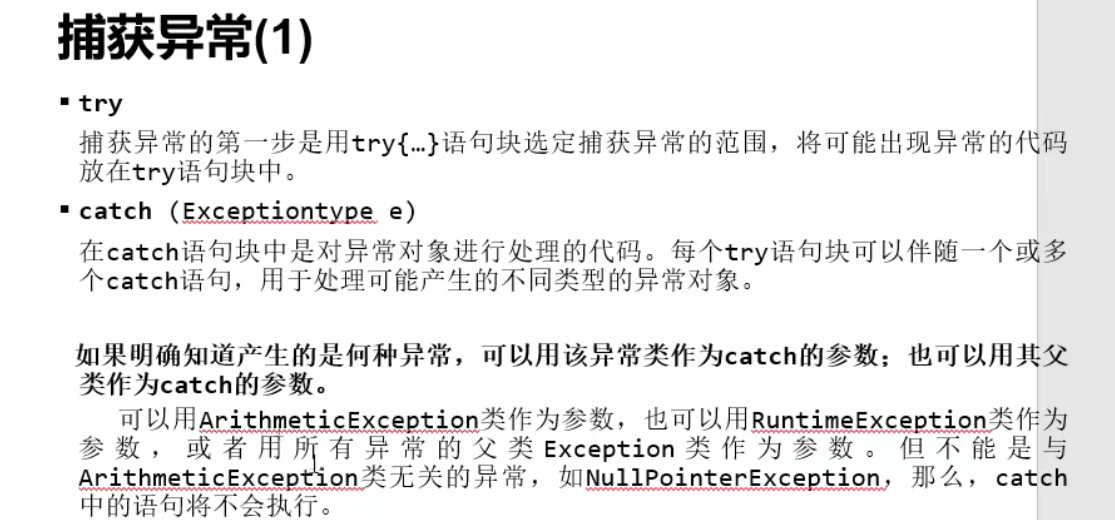 捕获异常(1)
▪ try
捕获异常的第一步是用try{…}语句块选定捕获异常的范围，将可能出现异常的代码
放在try语句块中。
▪ catch (Exceptiontype e)
在catch语句块中是对异常对象进行处理的代码。每个try语句块可以伴随一个或多
个catch语句，用于处理可能产生的不同类型的异常对象。
如果明确知道产生的是何种异常，可以用该异常类作为catch的参数；也可以用其父
类作为catch的参数。
可以用ArithmeticException类作为参数，也可以用RuntimeException类作为
参数，或者用所有异常的父类Exception类作为参数。但不能是与
ArithmeticException类无关的异常，如NullPointerException，那么，catch
中的语句将不会执行。